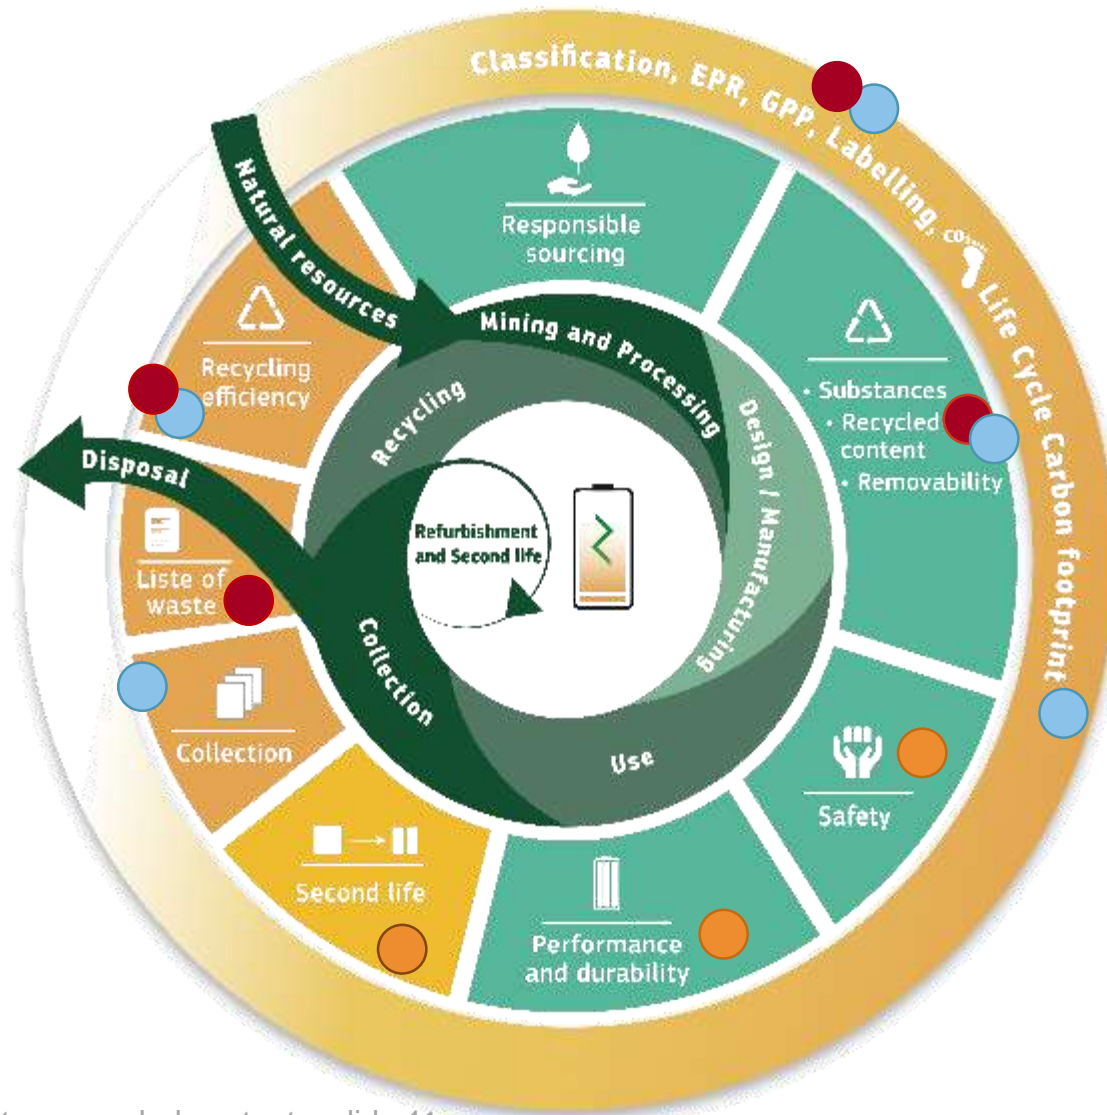 Classification, EPR, GPP, Labelling, CO₂ Life Cycle Carbon footprint
Natural resources
Responsible
sourcing
Mining and Processing
Recycling
efficiency
Recycling
Design / Manufacturing
• Substances
• Recycled
content
• Removability
Disposal
Refurbishment
and Second life
Liste of
waste
Collection
Collection
Use
Safety
Second life
Performance
and durability